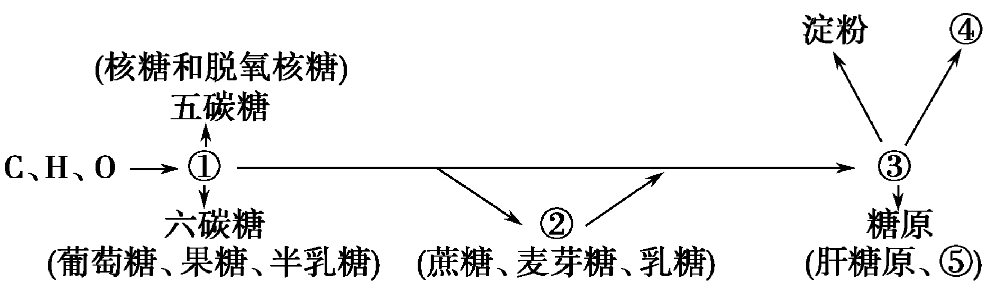 淀粉 ④
(核糖和脱氧核糖)
五碳糖
C、H、O ① ③
六碳糖 ② 糖原
(葡萄糖、果糖、半乳糖) (蔗糖、麦芽糖、乳糖) (肝糖原、⑤)